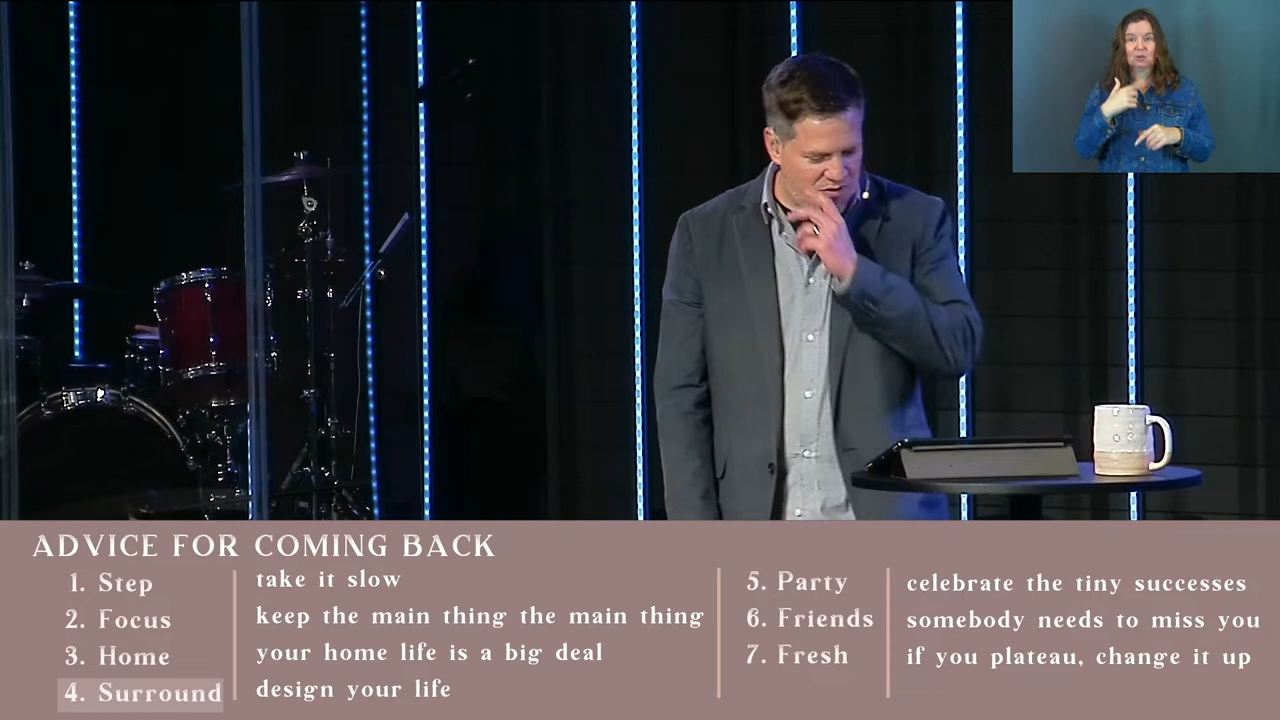 ADVICE FOR COMING BACK
1. Step take it slow
2. Focus keep the main thing the main thing
3. Home your home life is a big deal
4. Surround design your life
5. Party celebrate the tiny successes
6. Friends somebody needs to miss you
7. Fresh if you plateau, change it up